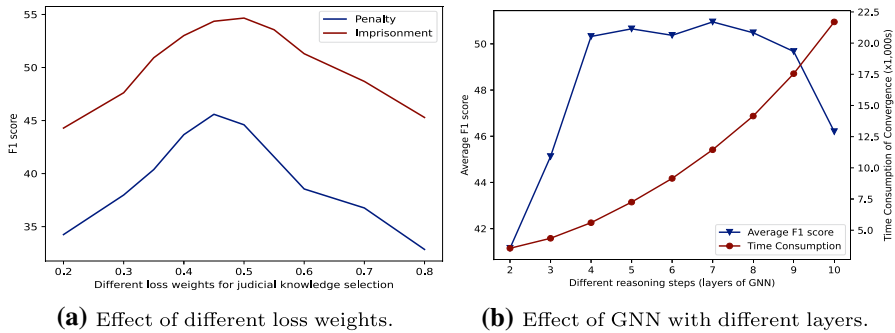 55
50
45
40
35
F1 score
Penalty
Imprisonment
0.2 0.3 0.4 0.5 0.6 0.7 0.8
Different loss weights for judicial knowledge selection
(a) Effect of different loss weights.
50
48
46
44
42
Average F1 score
22.5
20.0
17.5
15.0
12.5
10.0
7.5
5.0
Time Consumption of Convergence (x1,000s)
Average F1 score
Time Consumption
2 3 4 5 6 7 8 9 10
Different reasoning steps (layers of GNN)
(b) Effect of GNN with different layers.